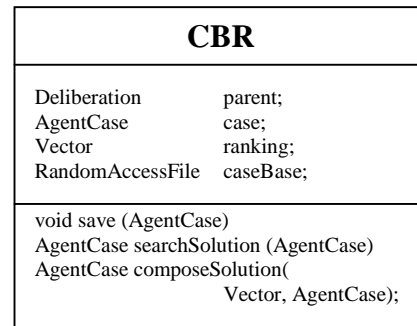 CBR
Deliberation parent;
AgentCase case;
Vector ranking;
RandomAccessFile caseBase;
void save (AgentCase)
AgentCase searchSolution (AgentCase)
AgentCase composeSolution(
Vector, AgentCase);